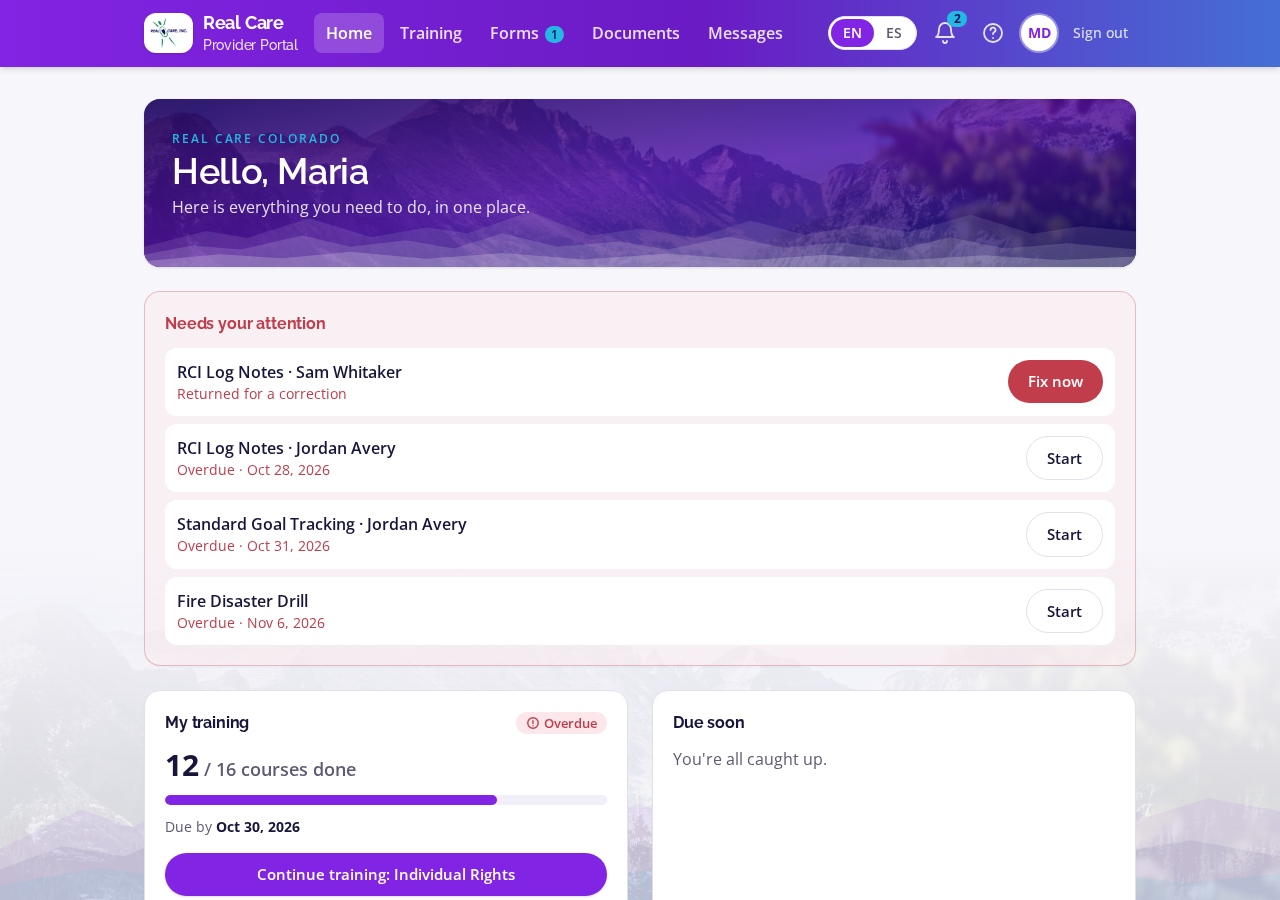 REAL CARE, INC.
Real Care
Provider Portal
Home
Training
Forms 1
Documents
Messages
EN
ES
2
MD
Sign out
REAL CARE COLORADO
Hello, Maria
Here is everything you need to do, in one place.
Needs your attention
RCI Log Notes · Sam Whitaker
Returned for a correction
Fix now
RCI Log Notes · Jordan Avery
Overdue · Oct 28, 2026
Start
Standard Goal Tracking · Jordan Avery
Overdue · Oct 31, 2026
Start
Fire Disaster Drill
Overdue · Nov 6, 2026
Start
My training
Overdue
12 / 16 courses done
Due by Oct 30, 2026
Continue training: Individual Rights
Due soon
You're all caught up.